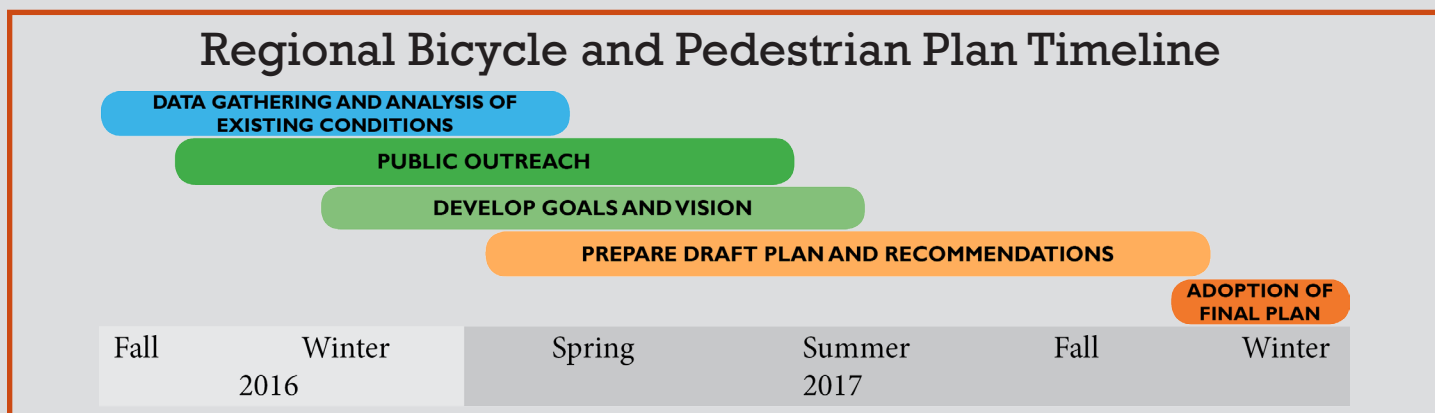 Regional Bicycle and Pedestrian Plan Timeline
DATA GATHERING AND ANALYSIS OF
EXISTING CONDITIONS
PUBLIC OUTREACH
DEVELOP GOALS AND VISION
PREPARE DRAFT PLAN AND RECOMMENDATIONS
ADOPTION OF
FINAL PLAN
Fall Winter Spring Summer Fall Winter
2016 2017